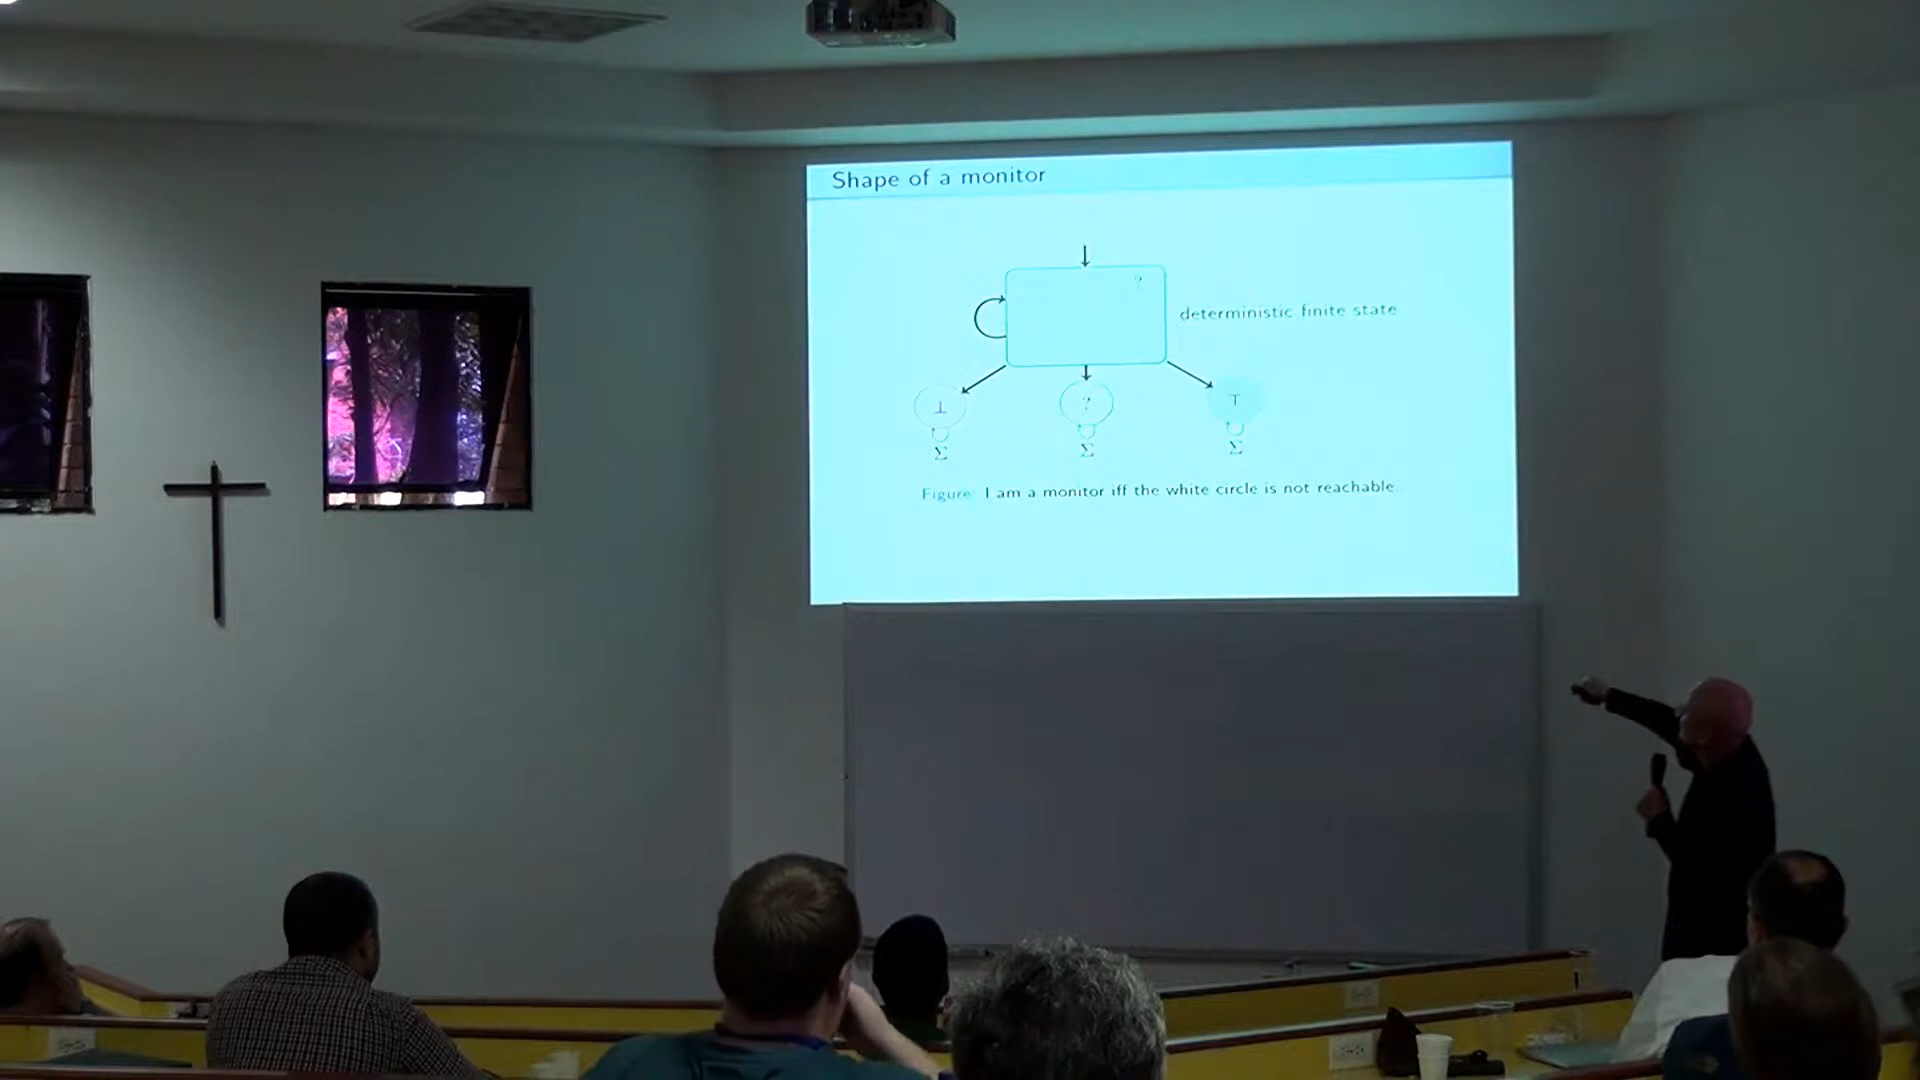 Shape of a monitor
?
deterministic finite state
⊥ ? ⊤
Σ Σ Σ
Figure: I am a monitor iff the white circle is not reachable.